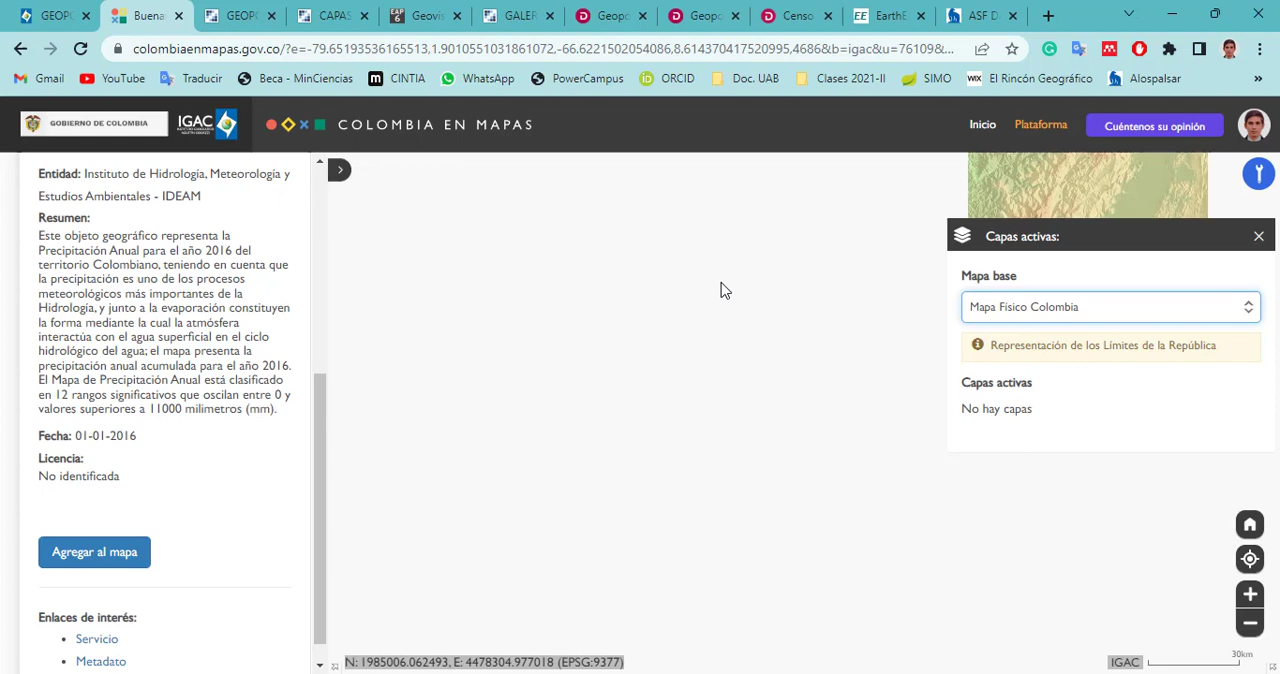 GEOPC
Buena
GEOPC
CAPAS
Geovis
GALER
Geopc
Geopc
Censo
EarthE
ASF D
colombiaenmapas.gov.co/?e=-79.65193536165513,1.9010551031861072,-66.6221502054086,8.614370417520995,4686&b=igac&u=76109&...
Gmail
YouTube
Traducir
Beca - MinCiencias
CINTIA
WhatsApp
PowerCampus
ORCID
Doc. UAB
Clases 2021-II
SIMO
El Rincón Geográfico
Alospalsar
»
GOBIERNO DE COLOMBIA
IGAC
COLOMBIA EN MAPAS
Inicio
Plataforma
Cuéntenos su opinión
Entidad: Instituto de Hidrología, Meteorología y
Estudios Ambientales - IDEAM
Resumen:
Este objeto geográfico representa la
Precipitación Anual para el año 2016 del
territorio Colombiano, teniendo en cuenta que
la precipitación es uno de los procesos
meteorológicos más importantes de la
Hidrología, y junto a la evaporación constituyen
la forma mediante la cual la atmósfera
interactúa con el agua superficial en el ciclo
hidrológico del agua; el mapa presenta la
precipitación anual acumulada para el año 2016.
El Mapa de Precipitación Anual está clasificado
en 12 rangos significativos que oscilan entre 0 y
valores superiores a 11000 milimetros (mm).
Fecha: 01-01-2016
Licencia:
No identificada
Agregar al mapa
Enlaces de interés:
• Servicio
• Metadato
Capas activas:
Mapa base
Mapa Físico Colombia
Representación de los Límites de la República
Capas activas
No hay capas
N: 1985006.062493, E: 4478304.977018 (EPSG:9377)
IGAC
30km